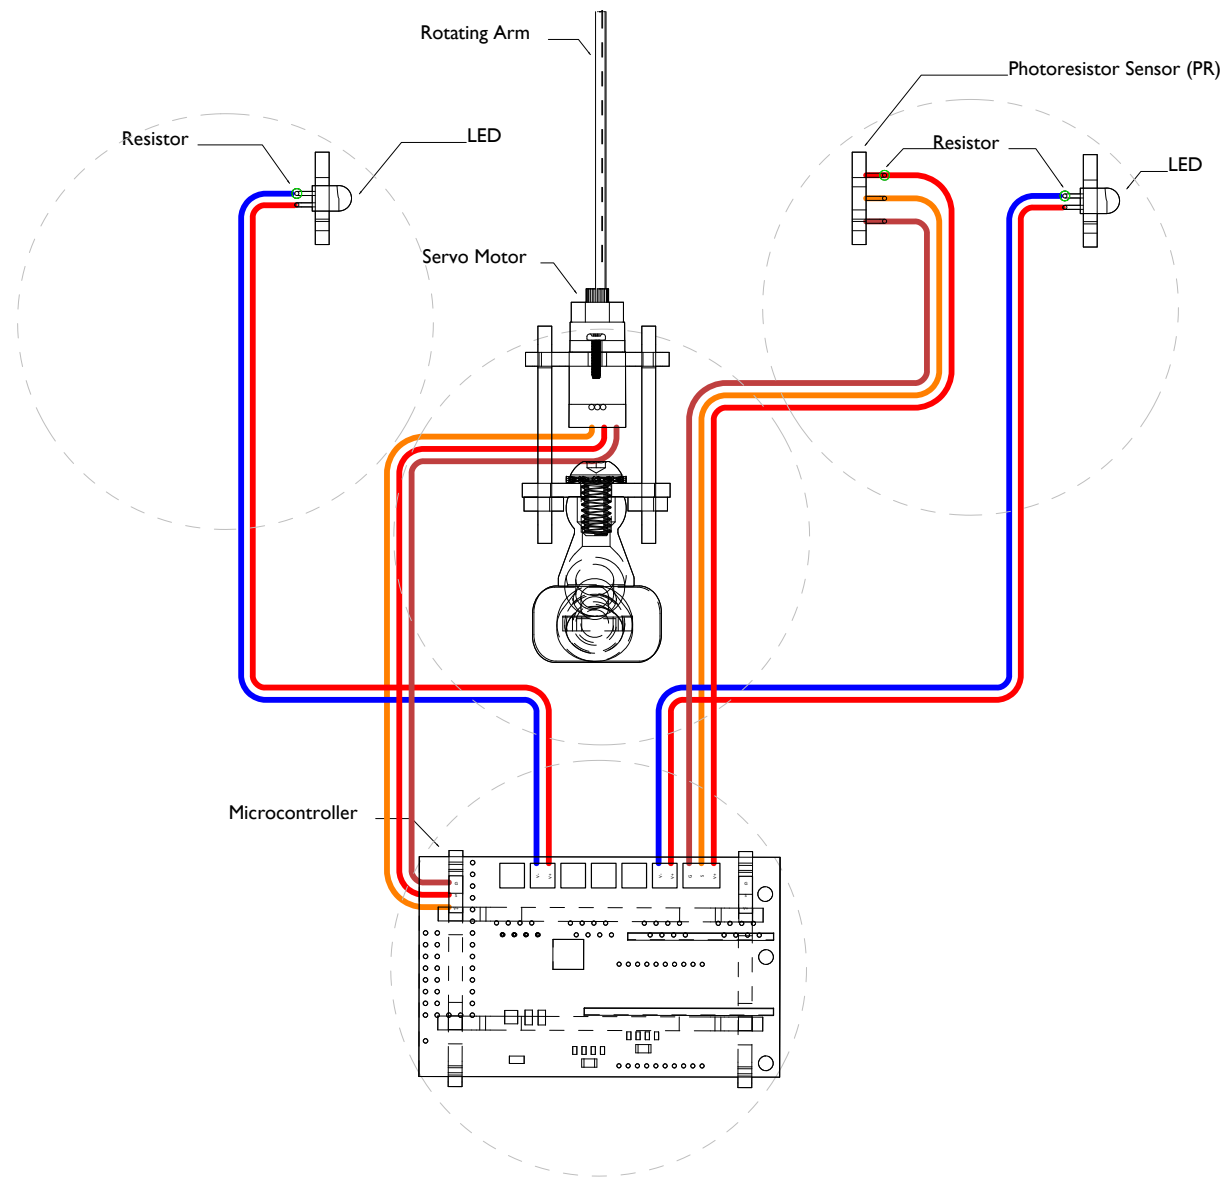 Rotating Arm
Photoresistor Sensor (PR)
Resistor
LED
Resistor
LED
Servo Motor
Microcontroller